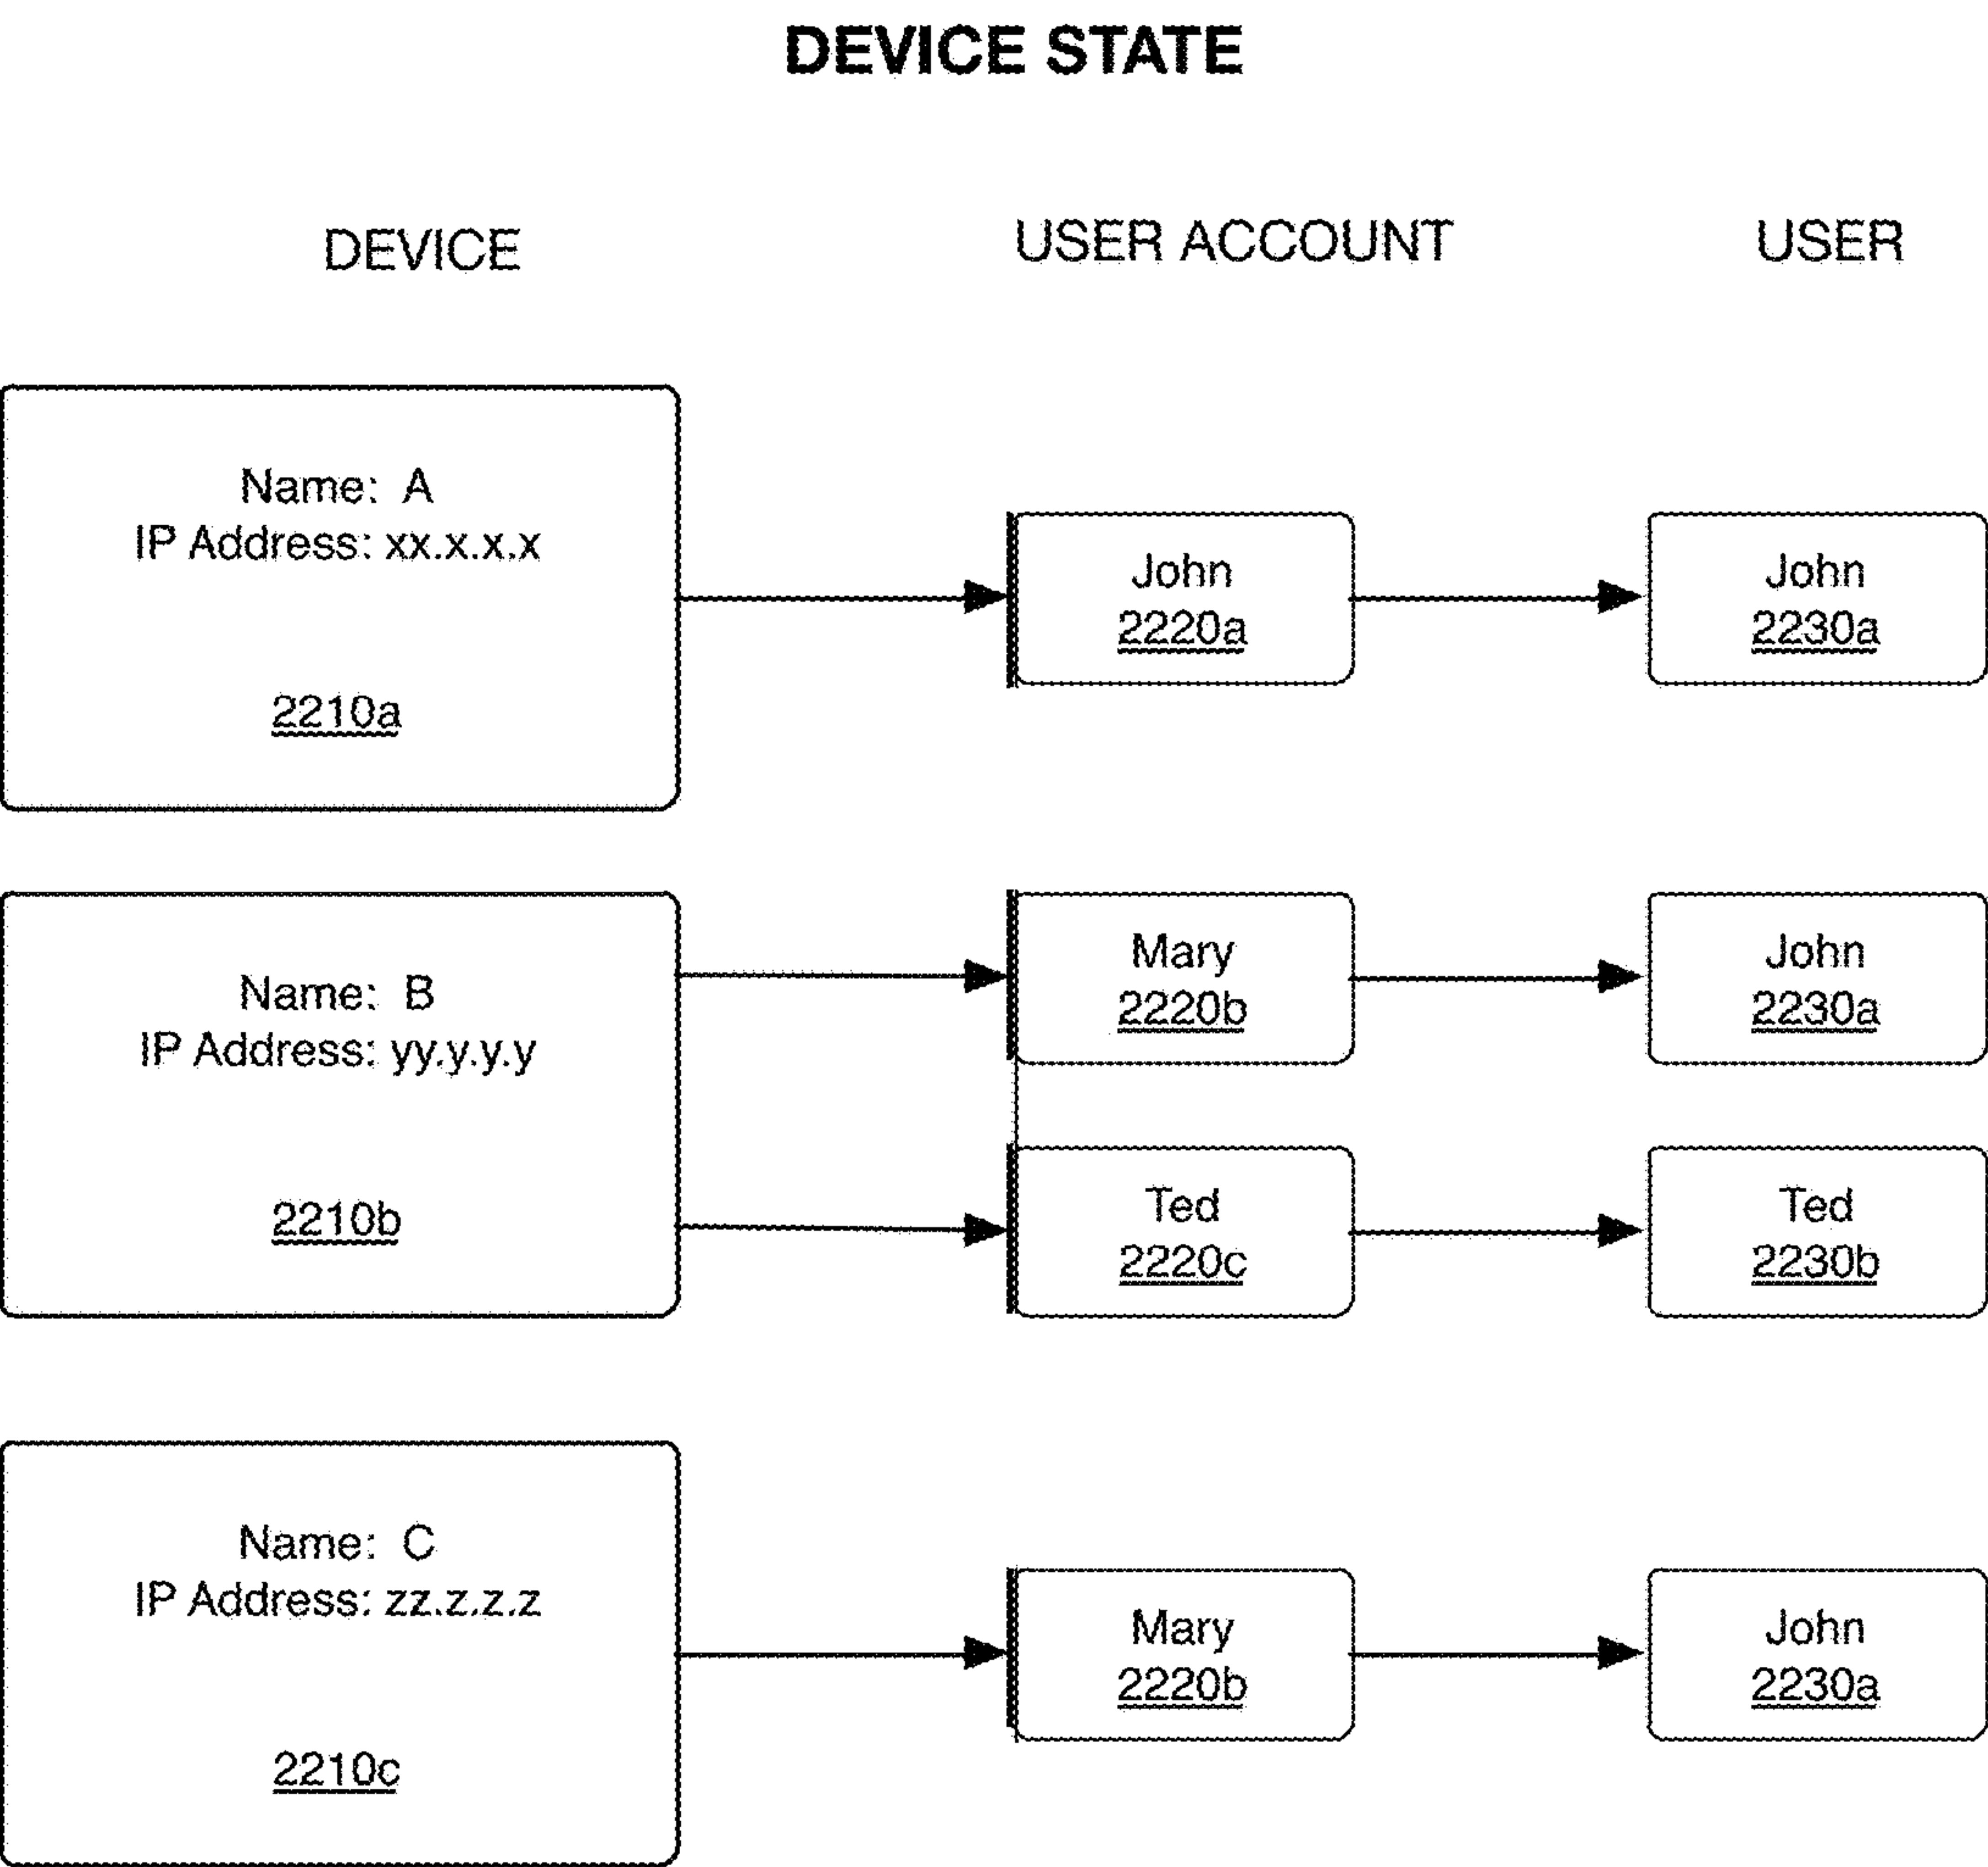 DEVICE STATE
DEVICE
USER ACCOUNT
USER
Name: A
IP Address: xx.x.x.x
2210a
John
2220a
John
2230a
Name: B
IP Address: yy.y.y.y
2210b
Mary
2220b
John
2230a
Ted
2220c
Ted
2230b
Name: C
IP Address: zz.z.z.z
2210c
Mary
2220b
John
2230a